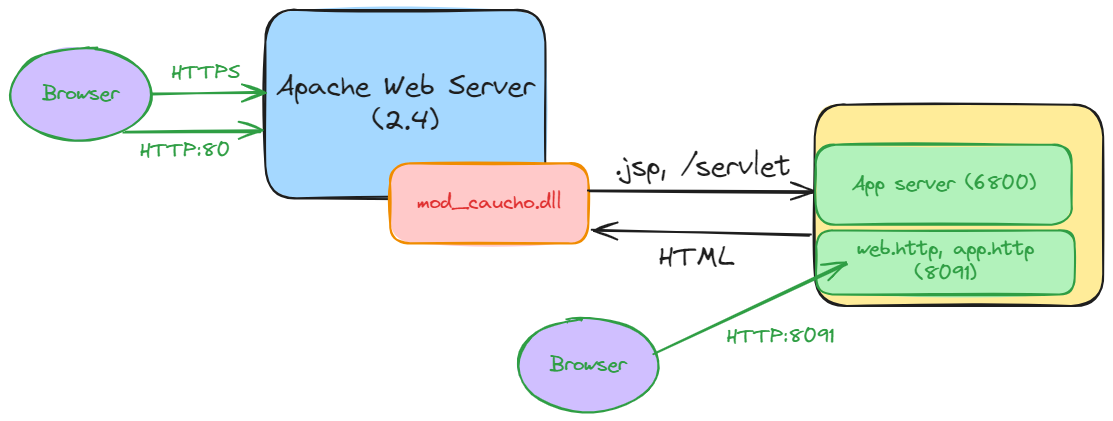 HTTPS
Browser
HTTP:80
Apache Web Server
(2.4)
mod_caucho.dll
.jsp, /servlet
HTML
App server (6800)
web.http, app.http
(8091)
HTTP:8091
Browser